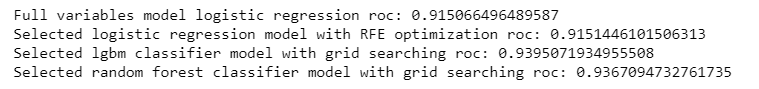 Full variables model logistic regression roc: 0.915066496489587
Selected logistic regression model with RFE optimization roc: 0.9151446101506313
Selected lgbm classifier model with grid searching roc: 0.9395071934955508
Selected random forest classifier model with grid searching roc: 0.9367094732761735